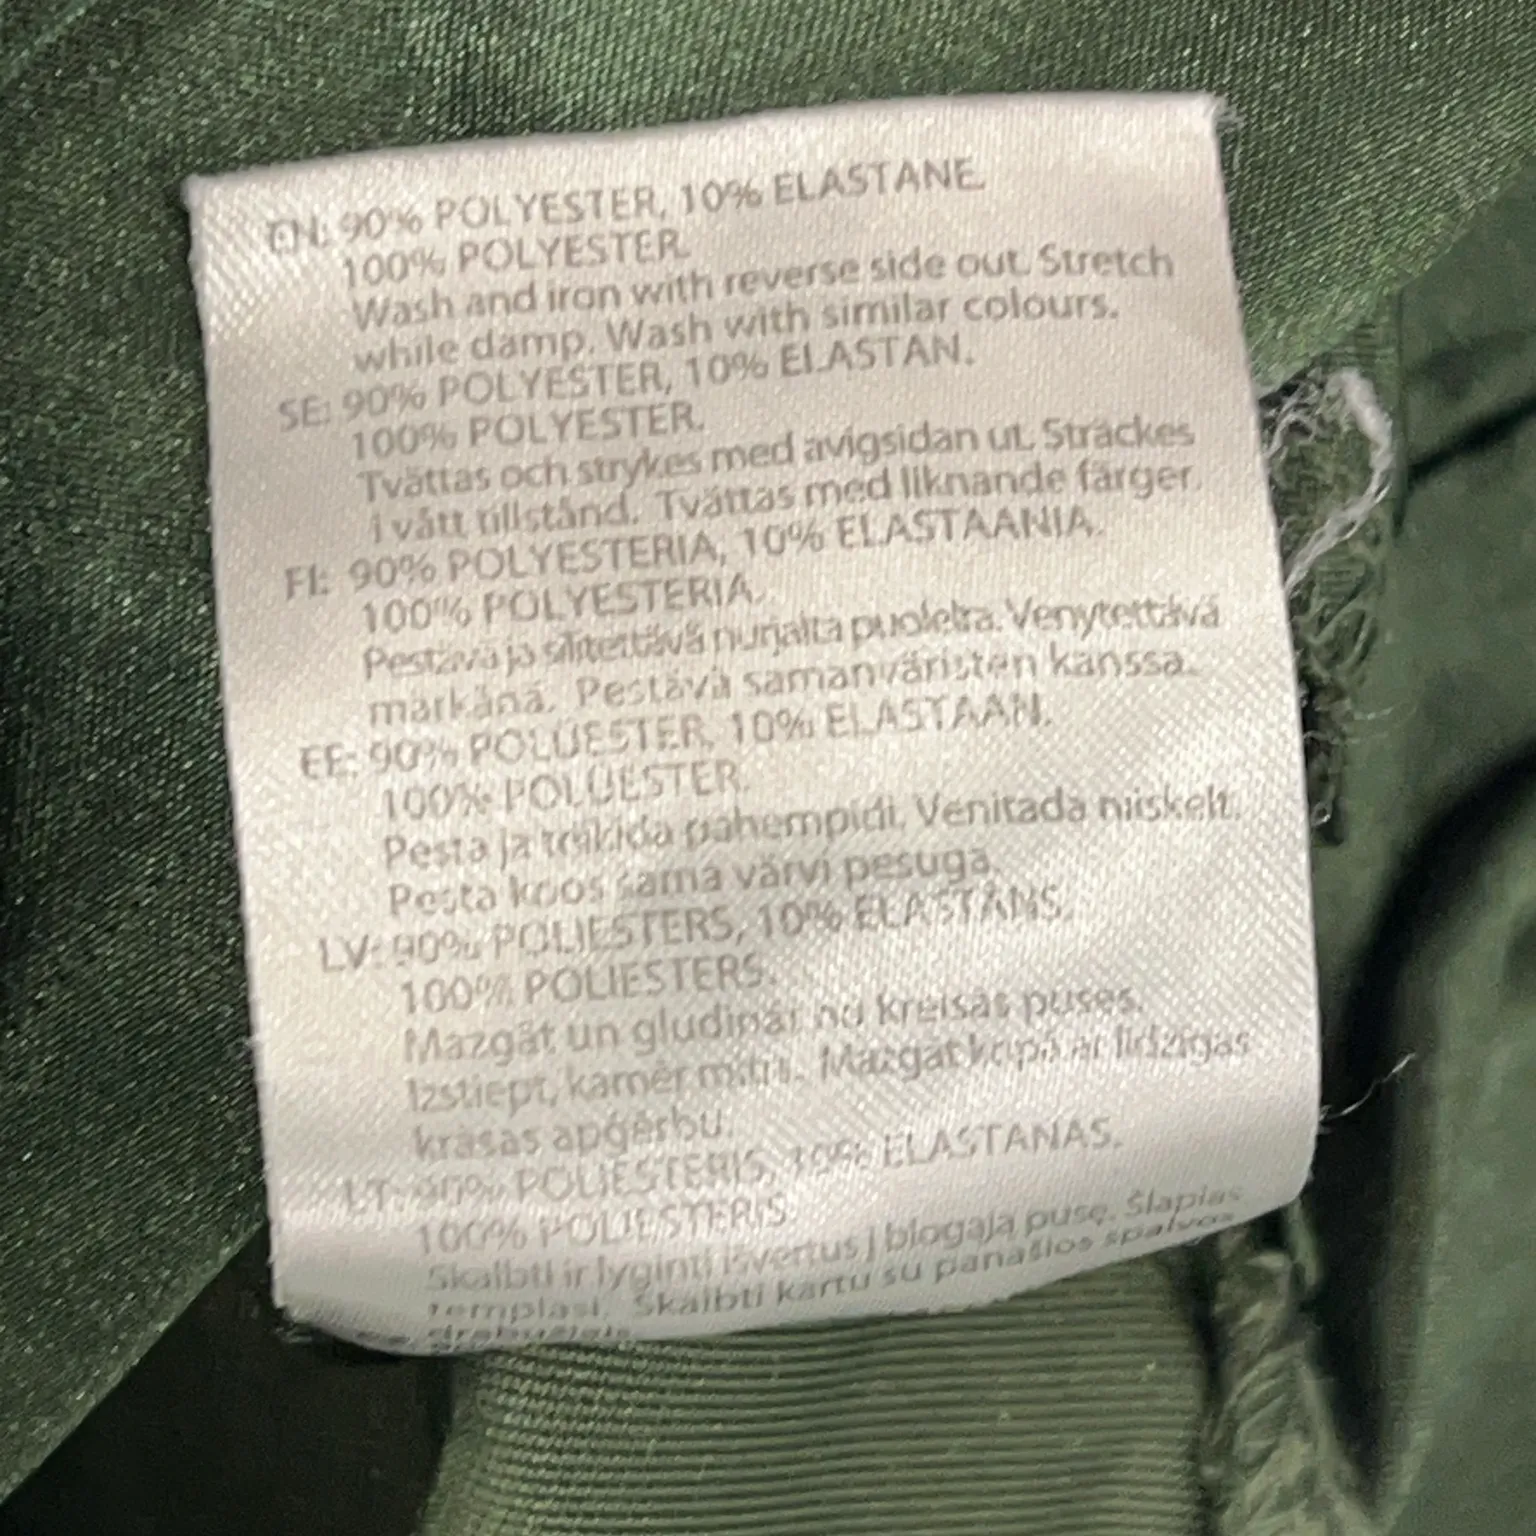 EN: 90% POLYESTER, 10% ELASTANE.
100% POLYESTER.
Wash and iron with reverse side out. Stretch
while damp. Wash with similar colours.
SE: 90% POLYESTER, 10% ELASTAN.
100% POLYESTER.
Tvättas och strykes med avigsidan ut. Sträckes
i vått tillstånd. Tvättas med liknande färger.
FI: 90% POLYESTERIA, 10% ELASTAANIA.
100% POLYESTERIA.
Pestävä ja silitettävä nurjalta puolelta. Venytettävä
märkänä. Pestävä samanväristen kanssa.
EE: 90% POLÜESTER, 10% ELASTAAN.
100% POLÜESTER.
Pesta ja triikida pahempidi. Venitada niiskelt.
Pesta koos sama värvi pesuga.
LV: 90% POLIESTERS, 10% ELASTĀNS.
100% POLIESTERS.
Mazgāt un gludināt no kreisās puses.
Izstiept, kamēr mitrs. Mazgāt kopā ar līdzīgas
krāsas apģērbu.
LT: 90% POLIESTERIS, 10% ELASTANAS.
100% POLIESTERIS.
Skalbti ir lyginti išvertus į blogąją pusę. Šlapias
templasi. Skalbti kartu su panašios spalvos
drabužiais.